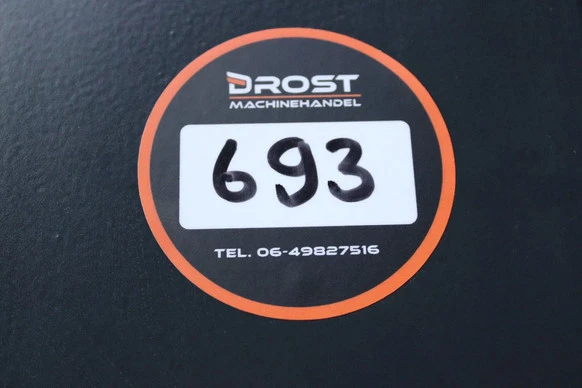 DROST
MACHINEHANDEL
693
TEL. 06-49827516